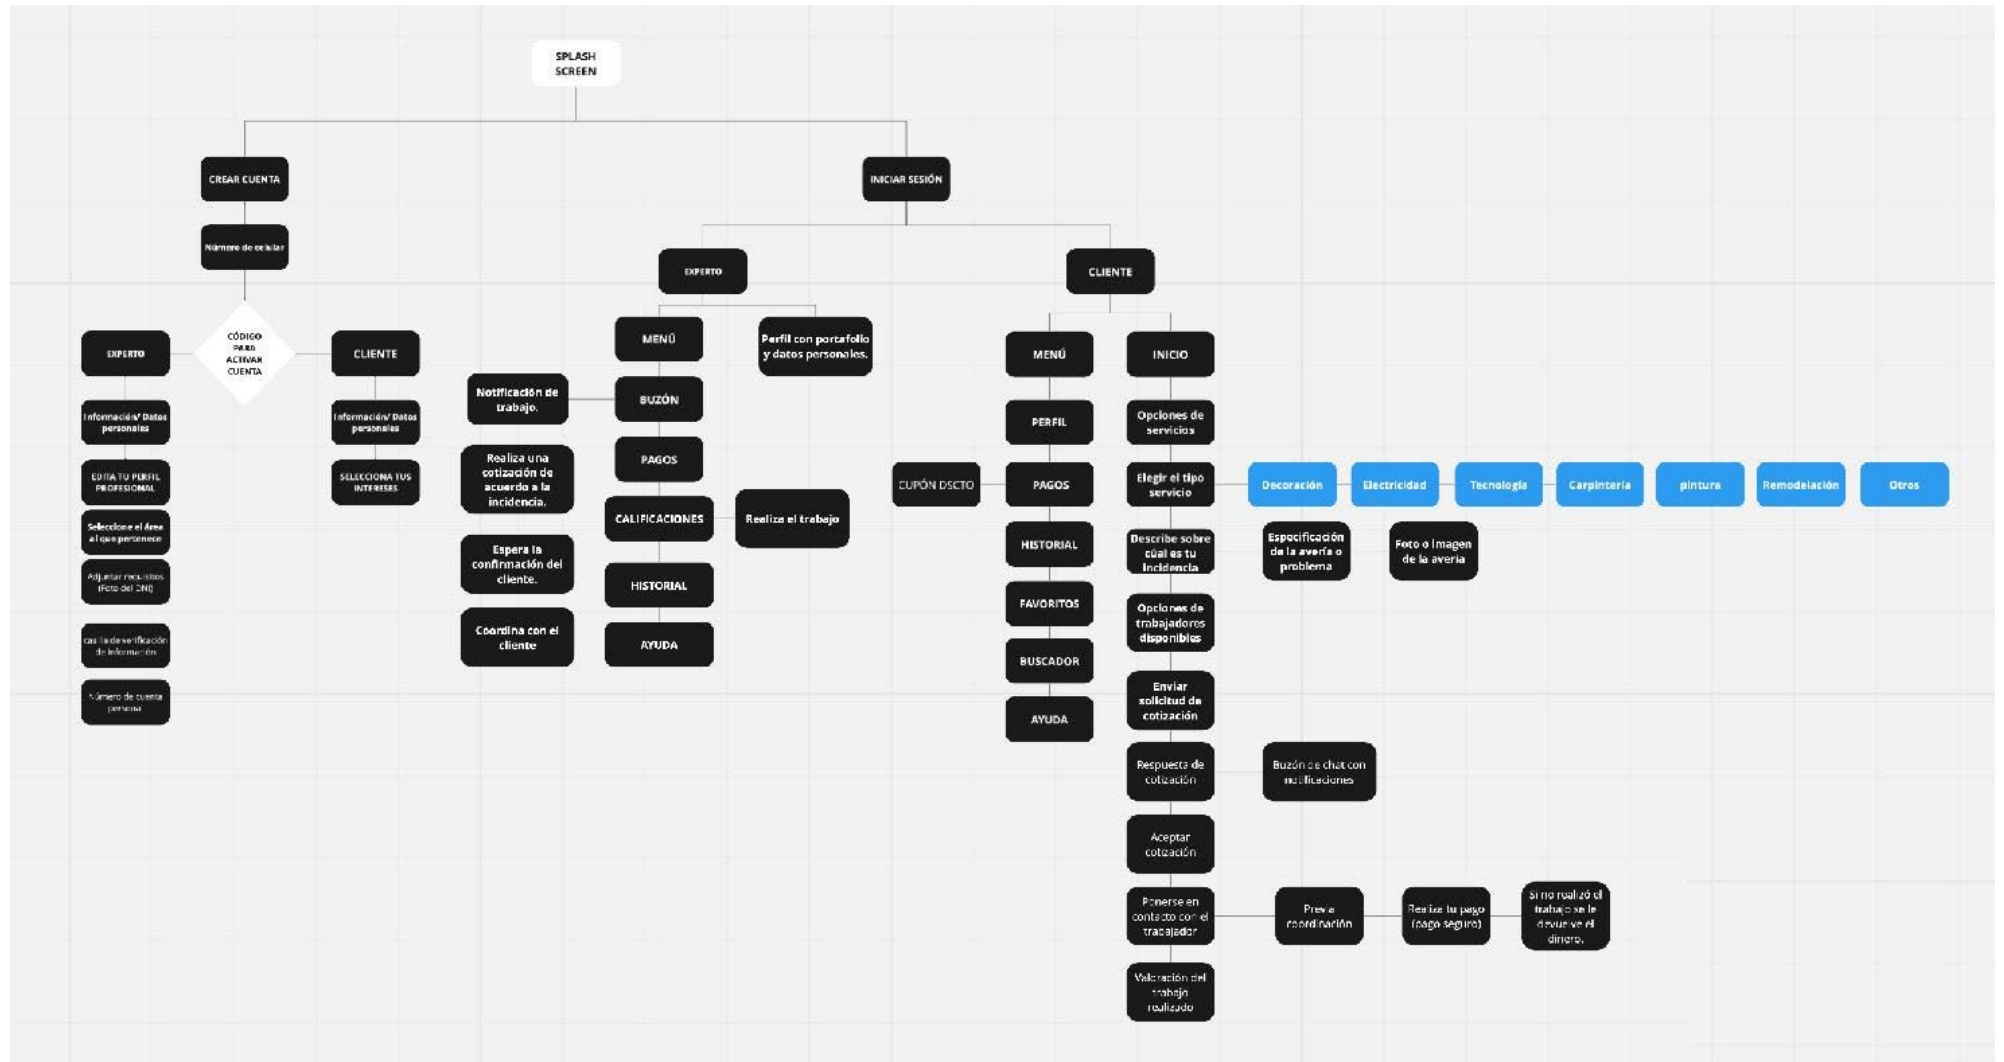 SPLASH
SCREEN
CREAR CUENTA
INICIAR SESIÓN
Número de celular
EXPERTO
CLIENTE
CÓDIGO
PARA
ACTIVAR
CUENTA
EXPERTO
CLIENTE
Información/ Datos
personales
Información/ Datos
personales
EDITA TU PERFIL
PROFESIONAL
SELECCIONA TUS
INTERESES
Seleccione el Área
al que pertenece
Adjuntar requisitos
(Foto del DNI)
de verificación
de información
Número de cuenta
personal
MENÚ
Perfil con portafolio
y datos personales.
Notificación de
trabajo.
BUZÓN
Realiza una
cotización de
acuerdo a la
incidencia.
PAGOS
CALIFICACIONES
Realiza el trabajo
Espera la
confirmación del
cliente.
HISTORIAL
Coordina con el
cliente
AYUDA
MENÚ
PERFIL
CUPÓN DSCTO
PAGOS
HISTORIAL
FAVORITOS
BUSCADOR
AYUDA
INICIO
Opciones de
servicios
Elegir el tipo
servicio
Decoración
Electricidad
Tecnología
Carpintería
pintura
Remodelación
Otros
Describe sobre
cúal es tu
incidencia
Especificación
de la avería o
problema
Foto o imagen
de la avería
Opciones de
trabajadores
disponibles
Enviar
solicitud de
cotización
Respuesta de
cotización
Buzón de chat con
notificaciones
Aceptar
cotización
Ponerse en
contacto con el
trabajador
Previa
coordinación
Realiza tu pago
(pago seguro)
Si no realizó el
trabajo se le
devuelve el
dinero.
Valoración del
trabajo
realizado